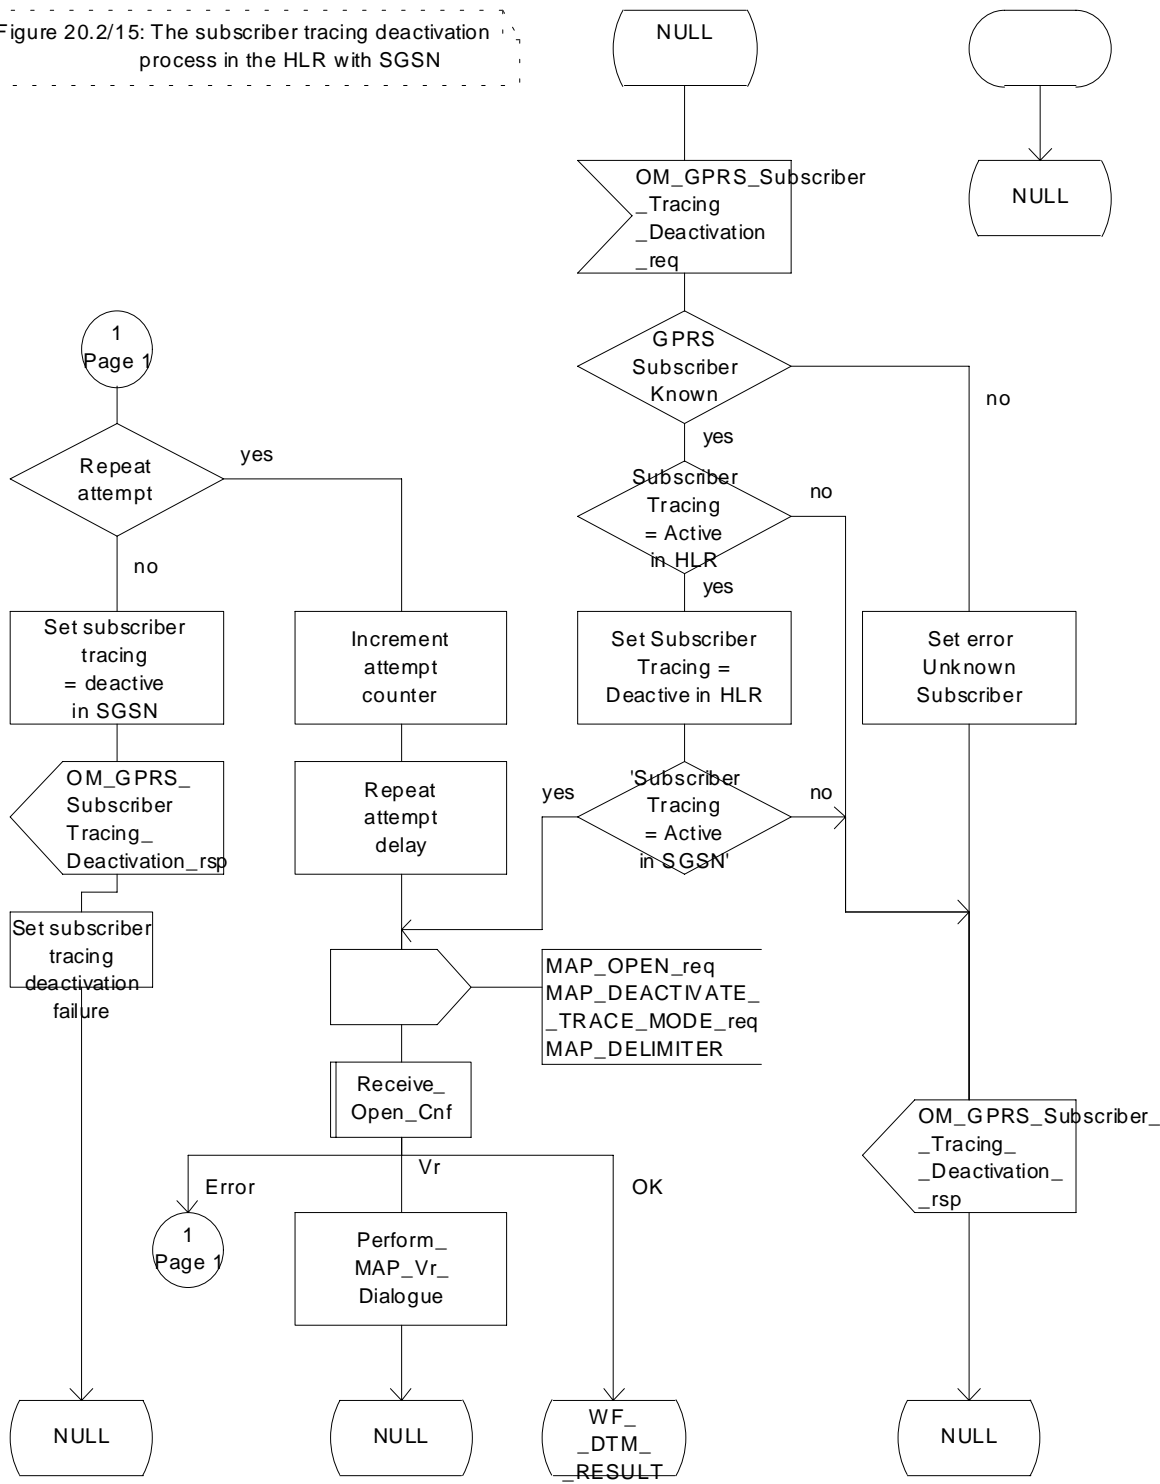 Figure 20.2/15: The subscriber tracing deactivation
process in the HLR with SGSN
NULL
NULL
OM_GPRS_Subscriber
_Tracing
_Deactivation
_req
GPRS
Subscriber
Known
no
yes
1
Page 1
Repeat
attempt
yes
no
Subscriber
Tracing
= Active
in HLR
no
yes
Set subscriber
tracing
= deactive
in SGSN
Increment
attempt
counter
Set Subscriber
Tracing =
Deactive in HLR
Set error
Unknown
Subscriber
OM_GPRS_
Subscriber
Tracing_
Deactivation_rsp
Repeat
attempt
delay
yes
'Subscriber
Tracing
= Active
in SGSN'
no
Set subscriber
tracing
deactivation
failure
MAP_OPEN_req
MAP_DEACTIVATE_
_TRACE_MODE_req
MAP_DELIMITER
Receive_
Open_Cnf
Error
Vr
OK
OM_GPRS_Subscriber_
_Tracing_
_Deactivation_
_rsp
1
Page 1
Perform_
MAP_Vr_
Dialogue
NULL
NULL
WF_
_DTM_
_RESULT
NULL